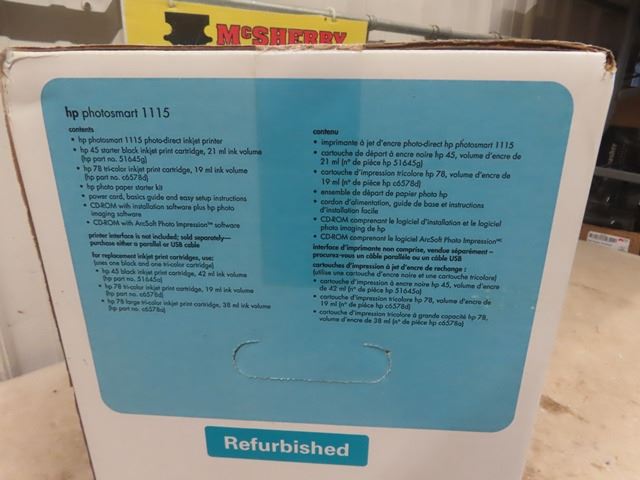 McSHERRY
hp photosmart 1115
contents
• hp photosmart 1115 photo-direct inkjet printer
• hp 45 starter black inkjet print cartridge, 21 ml ink volume
(hp part no. 51645g)
• hp 78 tri-color inkjet print cartridge, 19 ml ink volume
(hp part no. c6578d)
• hp photo paper starter kit
• power cord, basics guide and easy setup instructions
• CD-ROM with installation software plus hp photo
imaging software
• CD-ROM with ArcSoft Photo Impression™ software
printer interface is not included; sold separately—
purchase either a parallel or USB cable
for replacement inkjet print cartridges, use:
(uses one black and one tri-color cartridge)
• hp 45 black inkjet print cartridge, 42 ml ink volume
(hp part no. 51645a)
• hp 78 tri-color inkjet print cartridge, 19 ml ink volume
(hp part no. c6578d)
• hp 78 large tri-color inkjet print cartridge, 38 ml ink volume
(hp part no. c6578a)
contenu
• imprimante à jet d'encre photo-direct hp photosmart 1115
• cartouche de départ à encre noire hp 45, volume d'encre de
21 ml (n° de pièce hp 51645g)
• cartouche d'impression tricolore hp 78, volume d'encre de
19 ml (n° de pièce hp c6578d)
• ensemble de départ de papier photo hp
• cordon d'alimentation, guide de base et instructions
d'installation facile
• CD-ROM comprenant le logiciel d'installation et le logiciel
photo imaging de hp
• CD-ROM comprenant le logiciel ArcSoft Photo Impression™
interface d'imprimante non comprise, vendue séparément –
procurez-vous un câble parallèle ou un câble USB
cartouches d'impression à jet d'encre de rechange :
(utilise une cartouche d'encre noire et une cartouche tricolore)
• cartouche d'impression à encre noire hp 45, volume d'encre
de 42 ml (n° de pièce hp 51645a)
• cartouche d'impression tricolore hp 78, volume d'encre de
19 ml (n° de pièce hp c6578d)
• cartouche d'impression tricolore à grande capacité hp 78,
volume d'encre de 38 ml (n° de pièce hp c6578a)
Refurbished